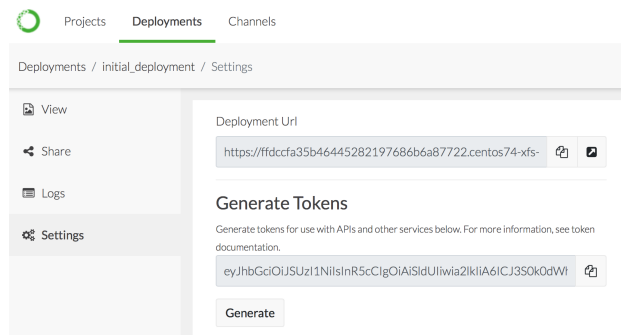 Projects Deployments Channels
Deployments / initial_deployment / Settings
View
Share
Logs
Settings
Deployment Url
https://ffdccfa35b46445282197686b6a87722.centos74-xfs-
Generate Tokens
Generate tokens for use with APIs and other services below. For more information, see token
documentation.
eyJhbGciOiJSUzI1NiIsInR5cCIgOiAiSldUIiwia2lkIiA6ICJ3S0k0dWl
Generate